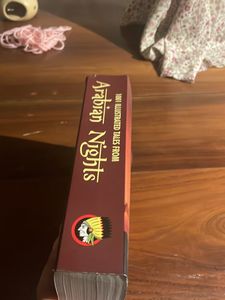 1001 ILLUSTRATED TALES FROM
Arabian Nights